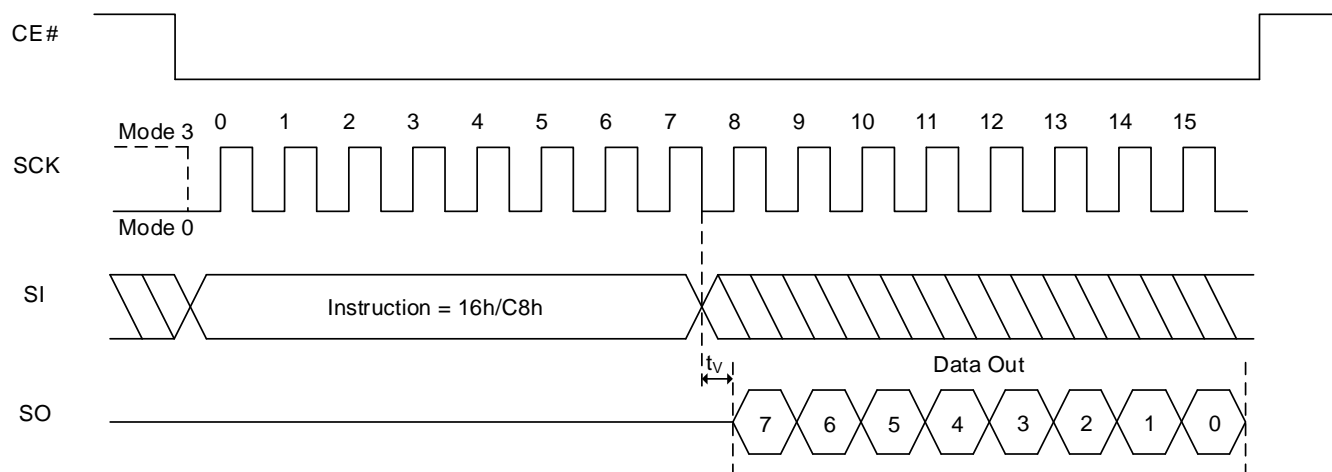 CE#
0 1 2 3 4 5 6 7 8 9 10 11 12 13 14 15
Mode 3
SCK
Mode 0
SI
Instruction = 16h/C8h
tV
Data Out
SO
7 6 5 4 3 2 1 0